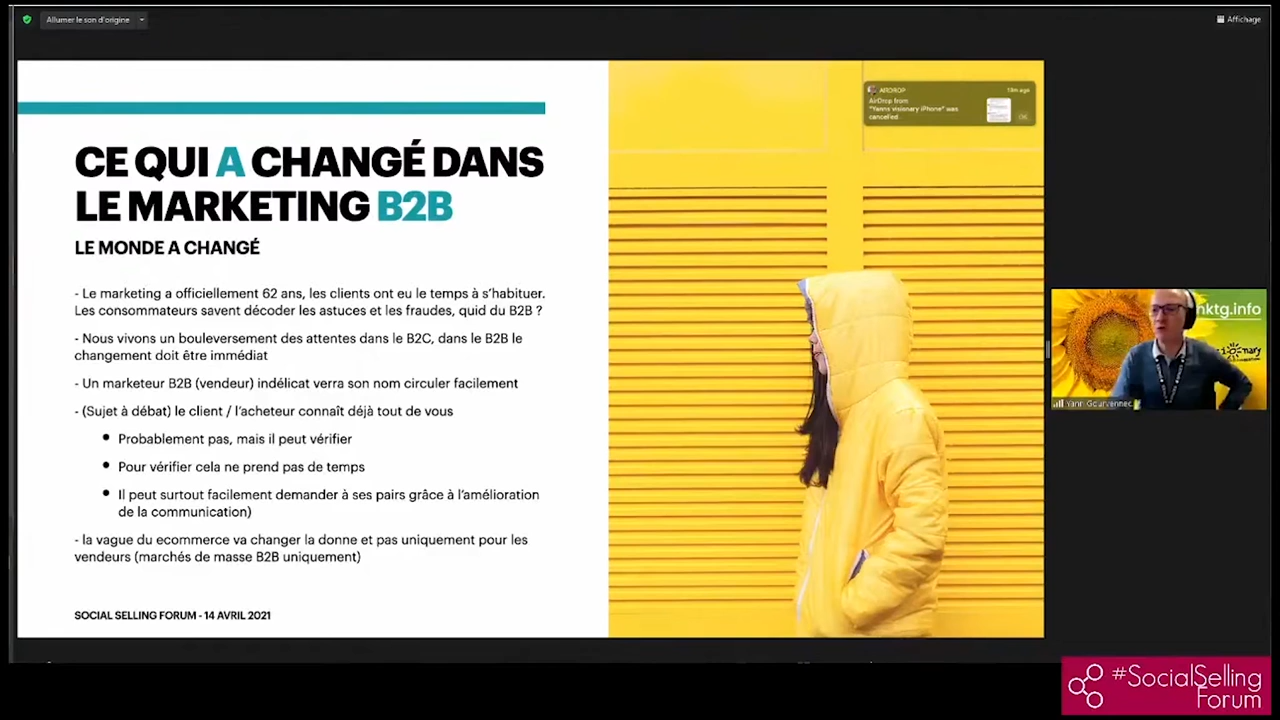 Allumer le son d'origine
Affichage
CE QUI A CHANGÉ DANS
LE MARKETING B2B
LE MONDE A CHANGÉ
- Le marketing a officiellement 62 ans, les clients ont eu le temps à s'habituer.
Les consommateurs savent décoder les astuces et les fraudes, quid du B2B ?
- Nous vivons un bouleversement des attentes dans le B2C, dans le B2B le
changement doit être immédiat
- Un marketeur B2B (vendeur) indélicat verra son nom circuler facilement
- (Sujet à débat) le client / l'acheteur connaît déjà tout de vous
• Probablement pas, mais il peut vérifier
• Pour vérifier cela ne prend pas de temps
• Il peut surtout facilement demander à ses pairs grâce à l'amélioration
de la communication)
- la vague du ecommerce va changer la donne et pas uniquement pour les
vendeurs (marchés de masse B2B uniquement)
SOCIAL SELLING FORUM - 14 AVRIL 2021
AIRDROP
AirDrop from
"Yanns visionary iPhone" was
cancelled
nktg.info
Yann Gourvennec
#SocialSelling
Forum